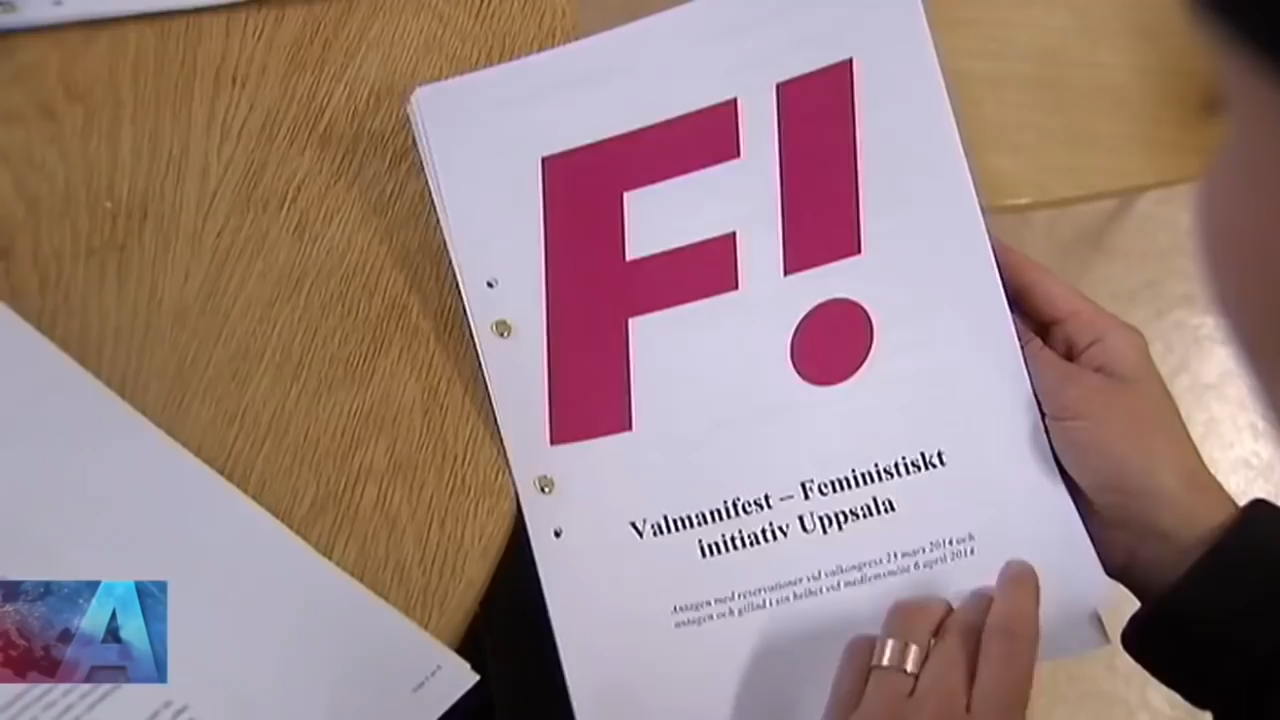 F!
Valmanifest – Feministiskt
initiativ Uppsala
Antagen med reservationer vid valkongress 23 mars 2014 och
antagen och gillad i sin helhet vid medlemsmöte 6 april 2014
A